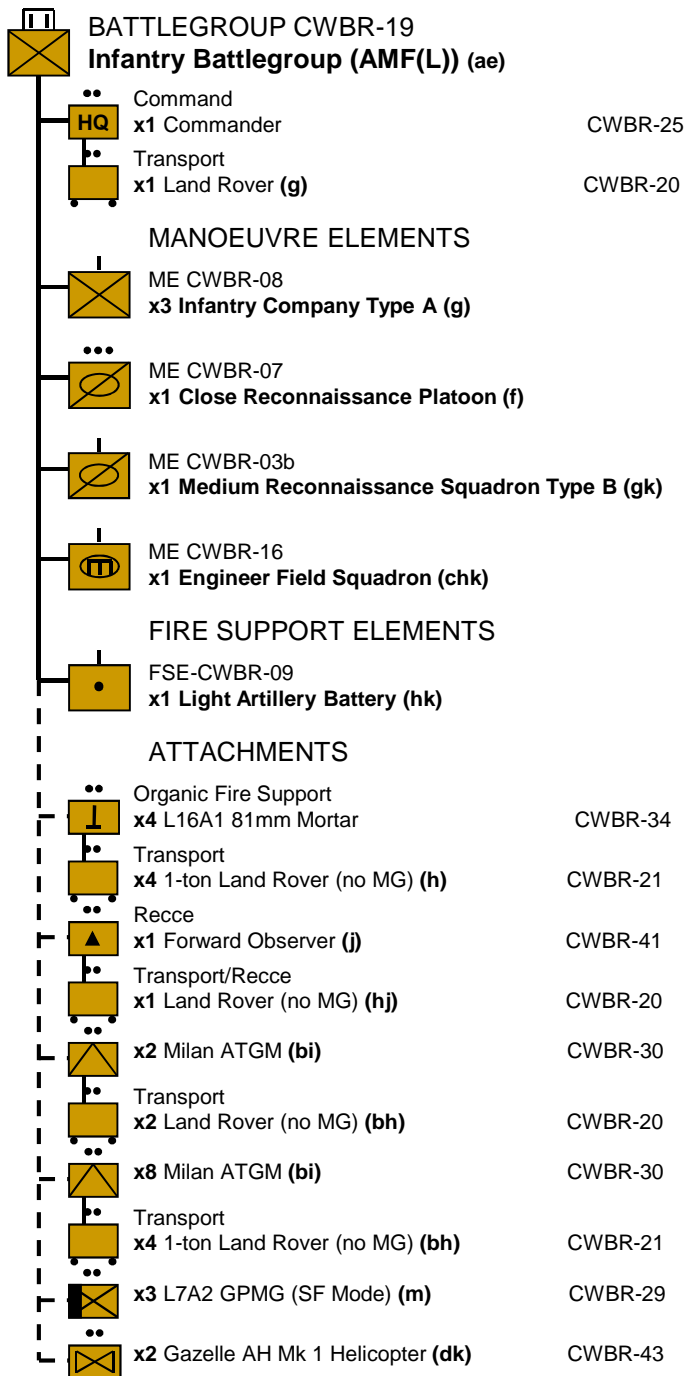 BATTLEGROUP CWBR-19
Infantry Battlegroup (AMF(L)) (ae)
Command
HQ x1 Commander CWBR-25
Transport
x1 Land Rover (g) CWBR-20
MANOEUVRE ELEMENTS
ME CWBR-08
x3 Infantry Company Type A (g)
ME CWBR-07
x1 Close Reconnaissance Platoon (f)
ME CWBR-03b
x1 Medium Reconnaissance Squadron Type B (gk)
ME CWBR-16
x1 Engineer Field Squadron (chk)
FIRE SUPPORT ELEMENTS
FSE-CWBR-09
x1 Light Artillery Battery (hk)
ATTACHMENTS
Organic Fire Support
x4 L16A1 81mm Mortar CWBR-34
Transport
x4 1-ton Land Rover (no MG) (h) CWBR-21
Recce
x1 Forward Observer (j) CWBR-41
Transport/Recce
x1 Land Rover (no MG) (hj) CWBR-20
x2 Milan ATGM (bi) CWBR-30
Transport
x2 Land Rover (no MG) (bh) CWBR-20
x8 Milan ATGM (bi) CWBR-30
Transport
x4 1-ton Land Rover (no MG) (bh) CWBR-21
x3 L7A2 GPMG (SF Mode) (m) CWBR-29
x2 Gazelle AH Mk 1 Helicopter (dk) CWBR-43